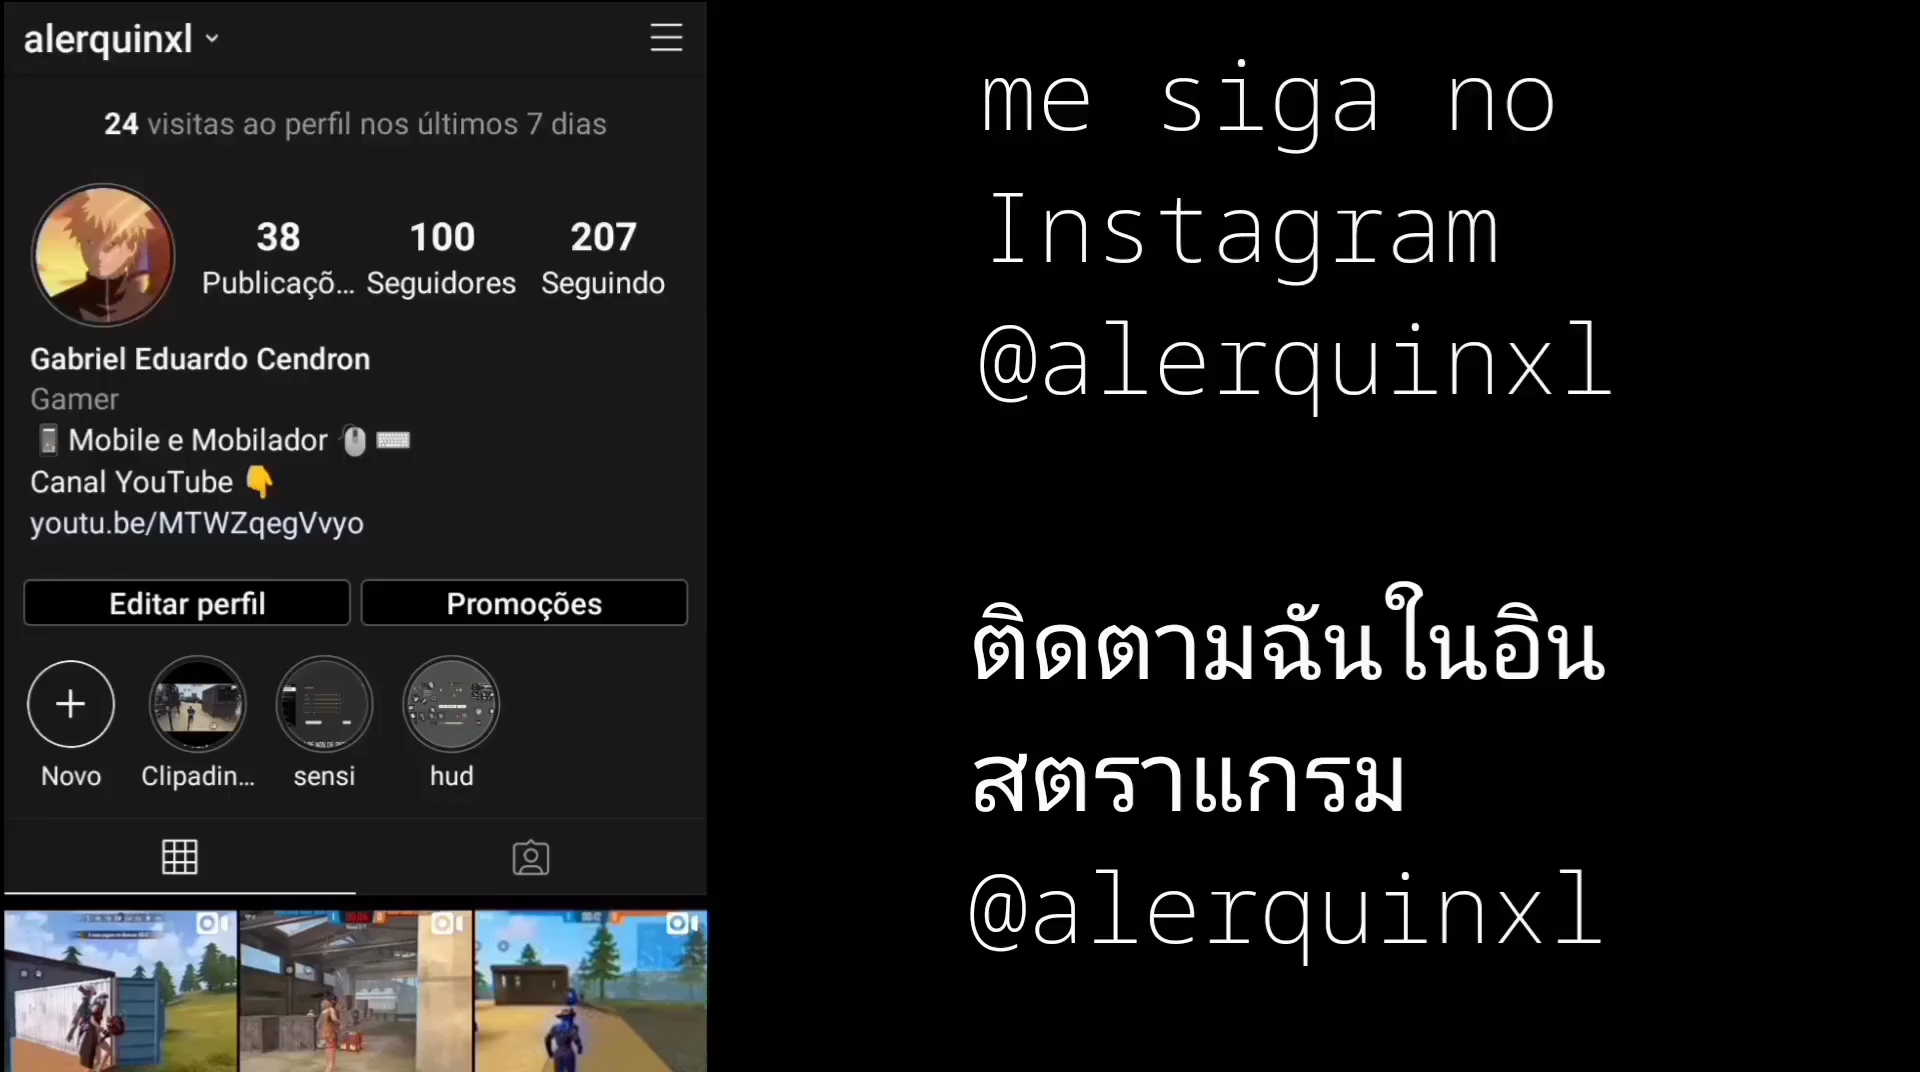 alerquinxl
24 visitas ao perfil nos últimos 7 dias
38 100 207
Publicaçõ... Seguidores Seguindo
Gabriel Eduardo Cendron
Gamer
📱 Mobile e Mobilador 🖱️ ⌨️
Canal YouTube 👇
youtu.be/MTWZqegVvyo
Editar perfil Promoções
Novo Clipadin... sensi hud
me siga no
Instagram
@alerquinxl
ติดตามฉันในอิน
สตราแกรม
@alerquinxl